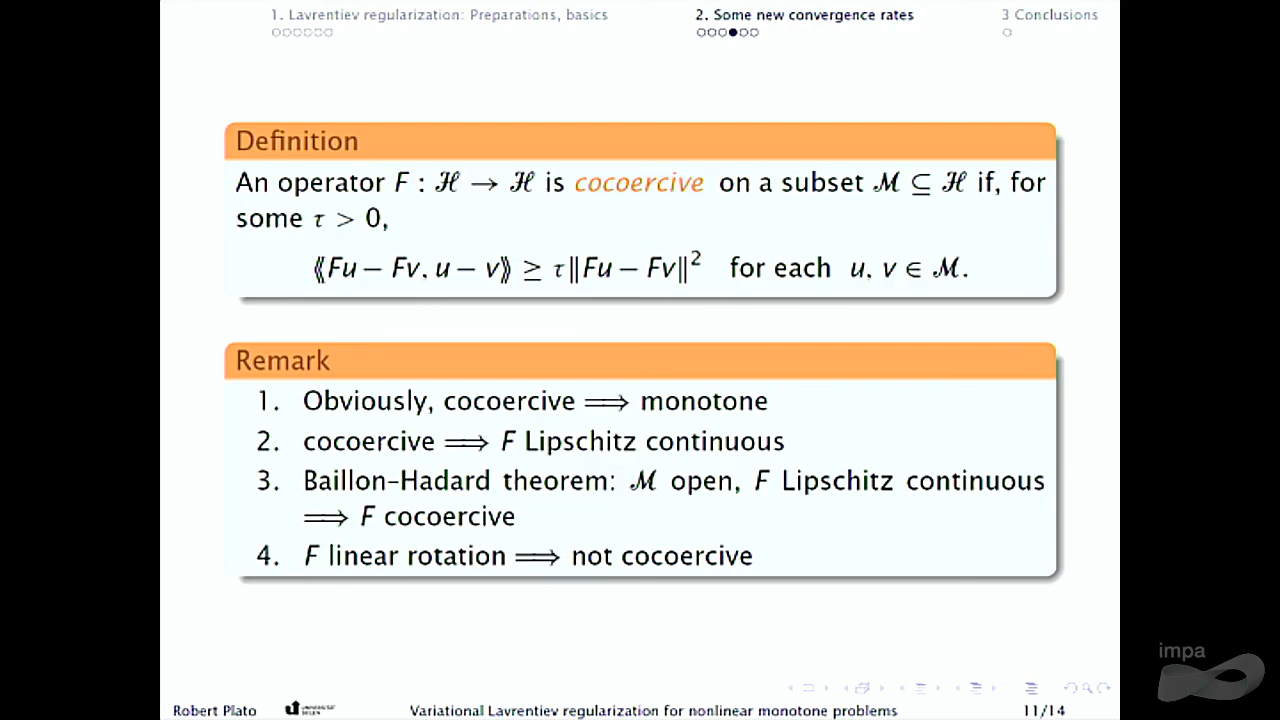 1. Lavrentiev regularization: Preparations, basics
2. Some new convergence rates
3 Conclusions
Definition
An operator F : ℋ → ℋ is cocoercive on a subset ℳ ⊆ ℋ if, for
some τ > 0,
⟪Fu − Fv, u − v⟫ ≥ τ‖Fu − Fv‖² for each u, v ∈ ℳ.
Remark
1. Obviously, cocoercive ⟹ monotone
2. cocoercive ⟹ F Lipschitz continuous
3. Baillon–Hadard theorem: ℳ open, F Lipschitz continuous
⟹ F cocoercive
4. F linear rotation ⟹ not cocoercive
impa
Robert Plato
Variational Lavrentiev regularization for nonlinear monotone problems
11/14